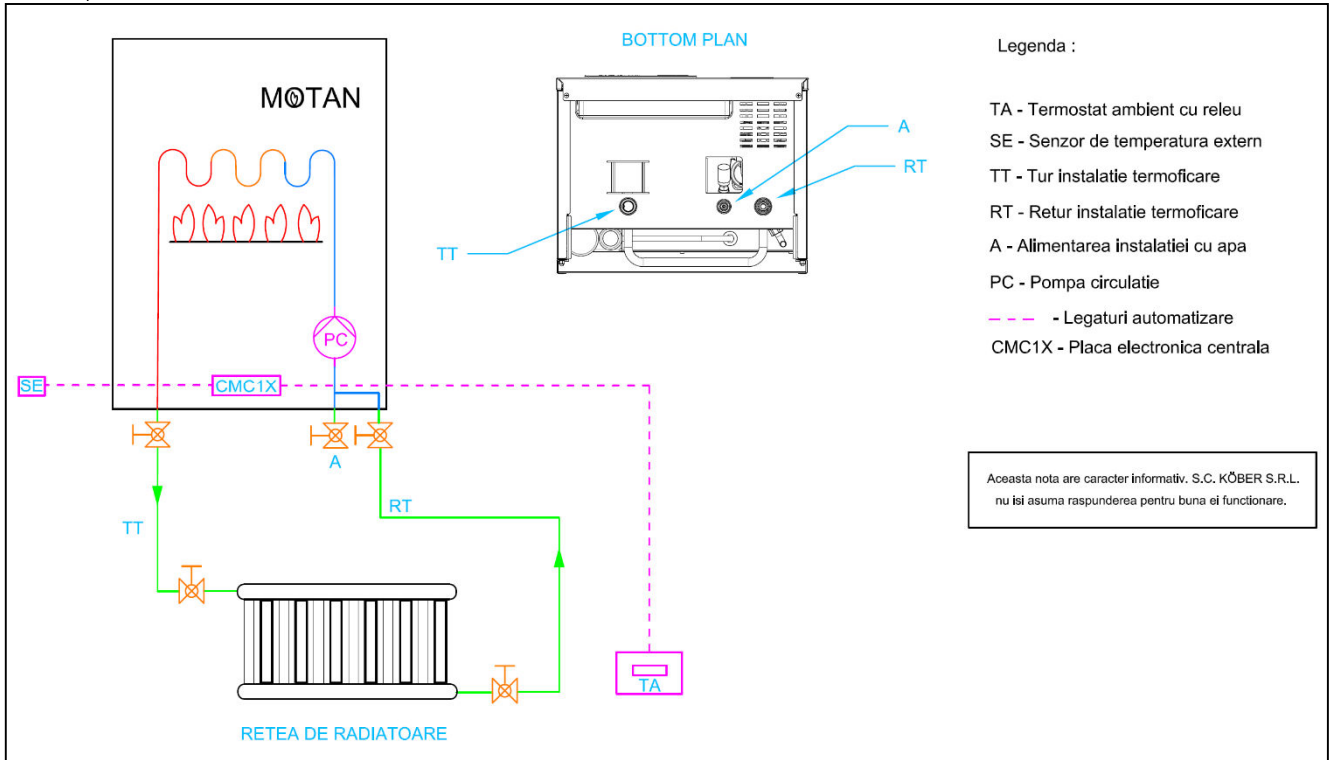 MOTAN
PC
SE
CMC1X
A
TT
RT
TA
RETEA DE RADIATOARE
BOTTOM PLAN
A
RT
TT
Legenda :
TA - Termostat ambient cu releu
SE - Senzor de temperatura extern
TT - Tur instalatie termoficare
RT - Retur instalatie termoficare
A - Alimentarea instalatiei cu apa
PC - Pompa circulatie
- Legaturi automatizare
CMC1X - Placa electronica centrala
Aceasta nota are caracter informativ. S.C. KÖBER S.R.L.
nu isi asuma raspunderea pentru buna ei functionare.